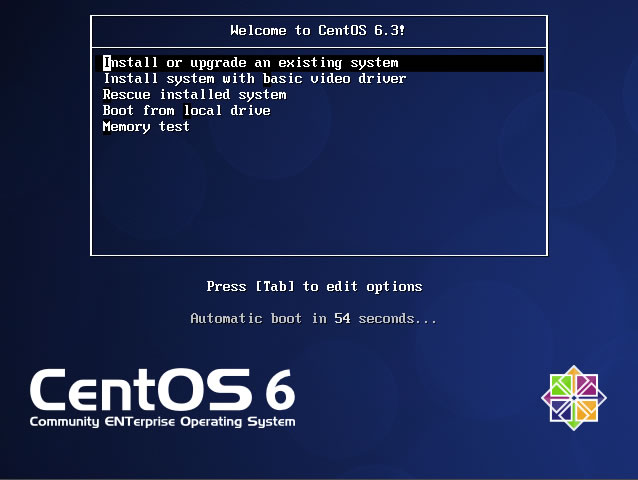 Welcome to CentOS 6.3!
Install or upgrade an existing system
Install system with basic video driver
Rescue installed system
Boot from local drive
Memory test
Press [Tab] to edit options
Automatic boot in 54 seconds...
CentOS 6
Community ENTerprise Operating System